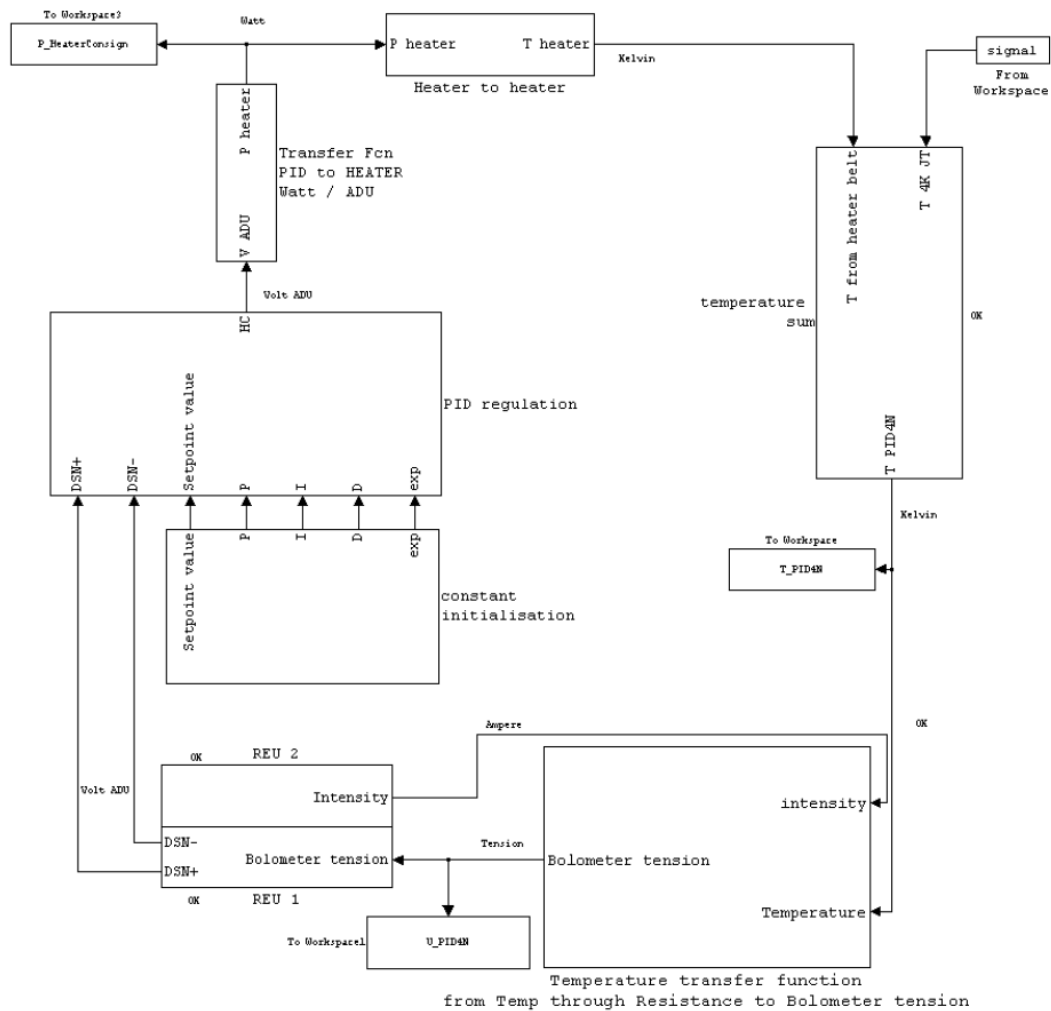 To Workspace3
P_HeaterConsign
Watt
P heater
T heater
Heater to heater
Kelvin
signal
From
Workspace
P heater
V ADU
Transfer Fcn
PID to HEATER
Watt / ADU
T from heater belt
T 4K JT
temperature
sum
OK
T PID4N
Volt ADU
HC
PID regulation
DSN+
DSN-
Setpoint value
P
I
D
exp
Setpoint value
P
I
D
exp
constant
initialisation
Kelvin
To Workspace
T_PID4N
Ampere
OK
OK
REU 2
Intensity
Volt ADU
DSN-
DSN+
Bolometer tension
OK
REU 1
Tension
intensity
Bolometer tension
Temperature
To Workspace1
U_PID4N
Temperature transfer function
from Temp through Resistance to Bolometer tension